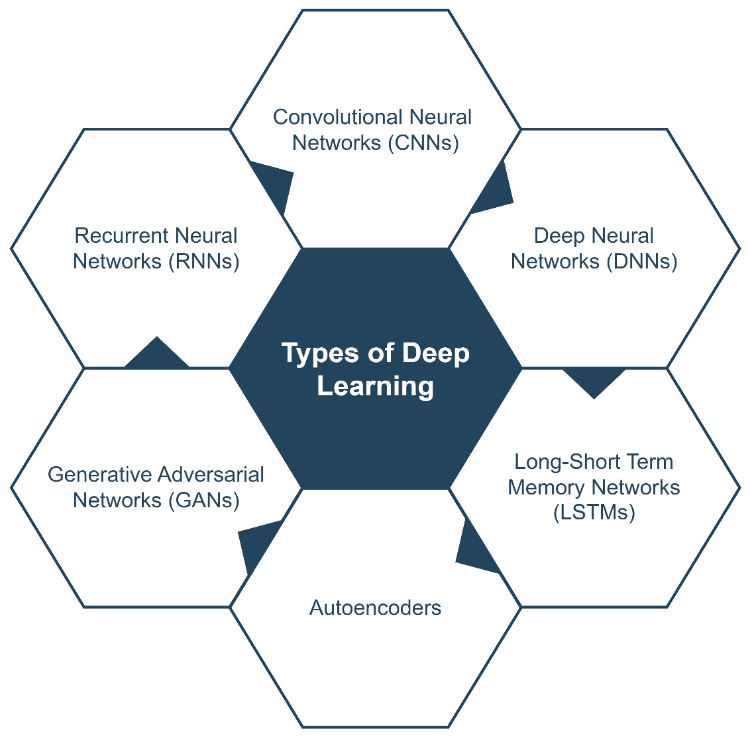 Convolutional Neural
Networks (CNNs)
Deep Neural
Networks (DNNs)
Long-Short Term
Memory Networks
(LSTMs)
Autoencoders
Generative Adversarial
Networks (GANs)
Recurrent Neural
Networks (RNNs)
Types of Deep
Learning